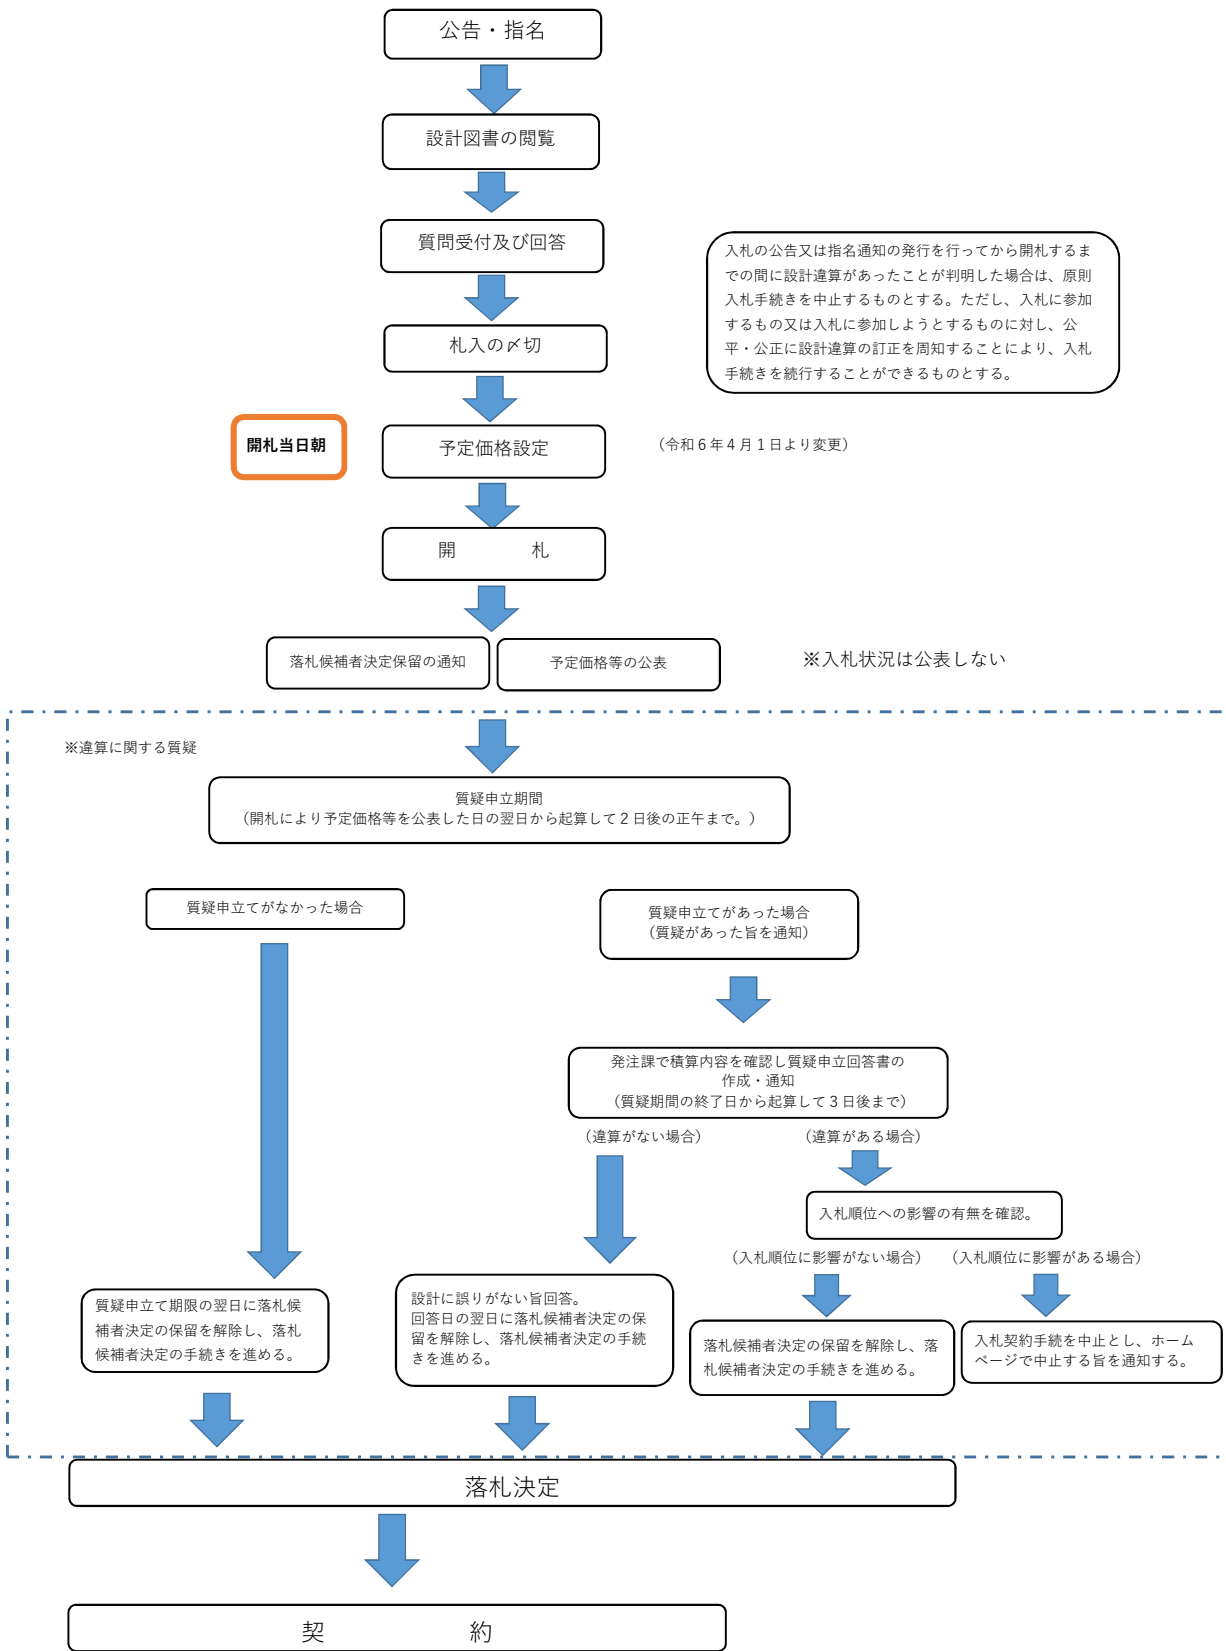 公告・指名
設計図書の閲覧
質問受付及び回答
入札の公告又は指名通知の発行を行ってから開札するま
での間に設計違算があったことが判明した場合は、原則
入札手続きを中止するものとする。ただし、入札に参加
するもの又は入札に参加しようとするものに対し、公
平・公正に設計違算の訂正を周知することにより、入札
手続きを続行することができるものとする。
札入の〆切
開札当日朝
予定価格設定
（令和６年４月１日より変更）
開　　　　札
落札候補者決定保留の通知
予定価格等の公表
※入札状況は公表しない
※違算に関する質疑
質疑申立期間
（開札により予定価格等を公表した日の翌日から起算して２日後の正午まで。）
質疑申立てがなかった場合
質疑申立てがあった場合
（質疑があった旨を通知）
発注課で積算内容を確認し質疑申立回答書の
作成・通知
（質疑期間の終了日から起算して３日後まで）
（違算がない場合）
（違算がある場合）
入札順位への影響の有無を確認。
（入札順位に影響がない場合）
（入札順位に影響がある場合）
質疑申立て期限の翌日に落札候
補者決定の保留を解除し、落札
候補者決定の手続きを進める。
設計に誤りがない旨回答。
回答日の翌日に落札候補者決定の保
留を解除し、落札候補者決定の手続
きを進める。
落札候補者決定の保留を解除し、落
札候補者決定の手続きを進める。
入札契約手続を中止とし、ホーム
ページで中止する旨を通知する。
落札決定
契　　　　　　約